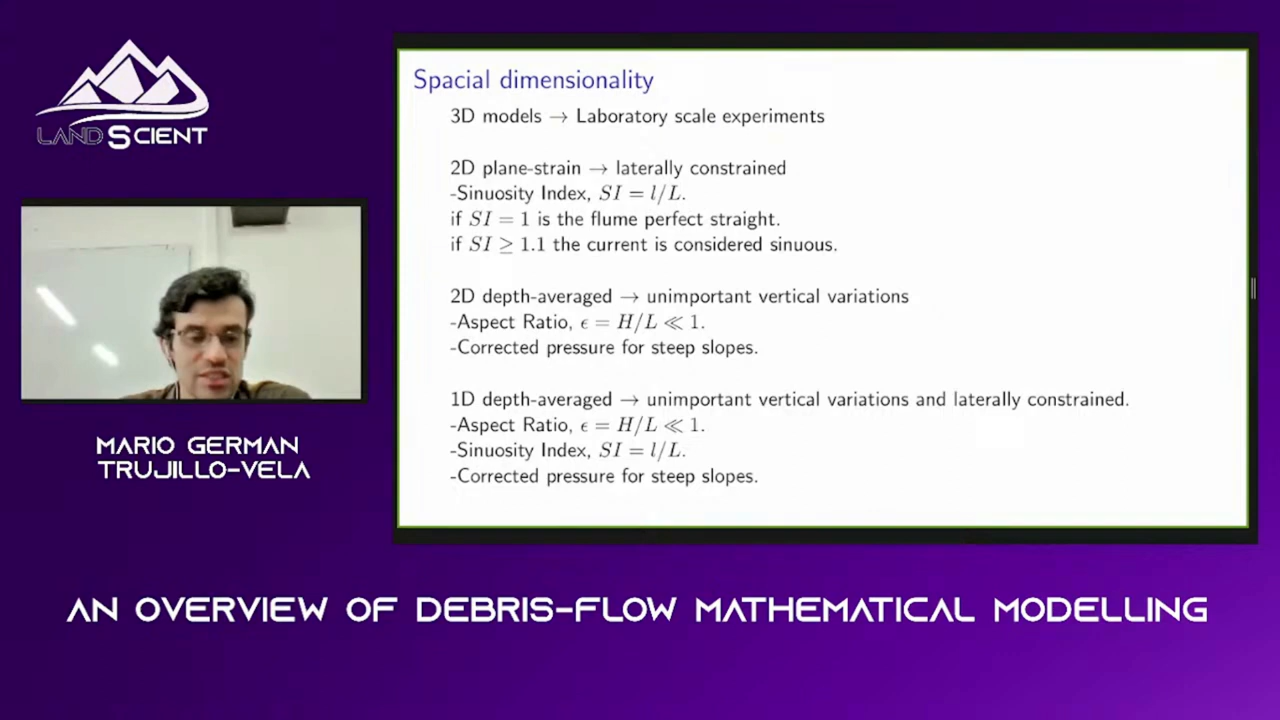 LANDSCIENT
MARIO GERMAN
TRUJILLO-VELA
Spacial dimensionality
3D models → Laboratory scale experiments
2D plane-strain → laterally constrained
-Sinuosity Index, SI = l/L.
if SI = 1 is the flume perfect straight.
if SI ≥ 1.1 the current is considered sinuous.
2D depth-averaged → unimportant vertical variations
-Aspect Ratio, ϵ = H/L ≪ 1.
-Corrected pressure for steep slopes.
1D depth-averaged → unimportant vertical variations and laterally constrained.
-Aspect Ratio, ϵ = H/L ≪ 1.
-Sinuosity Index, SI = l/L.
-Corrected pressure for steep slopes.
AN OVERVIEW OF DEBRIS-FLOW MATHEMATICAL MODELLING